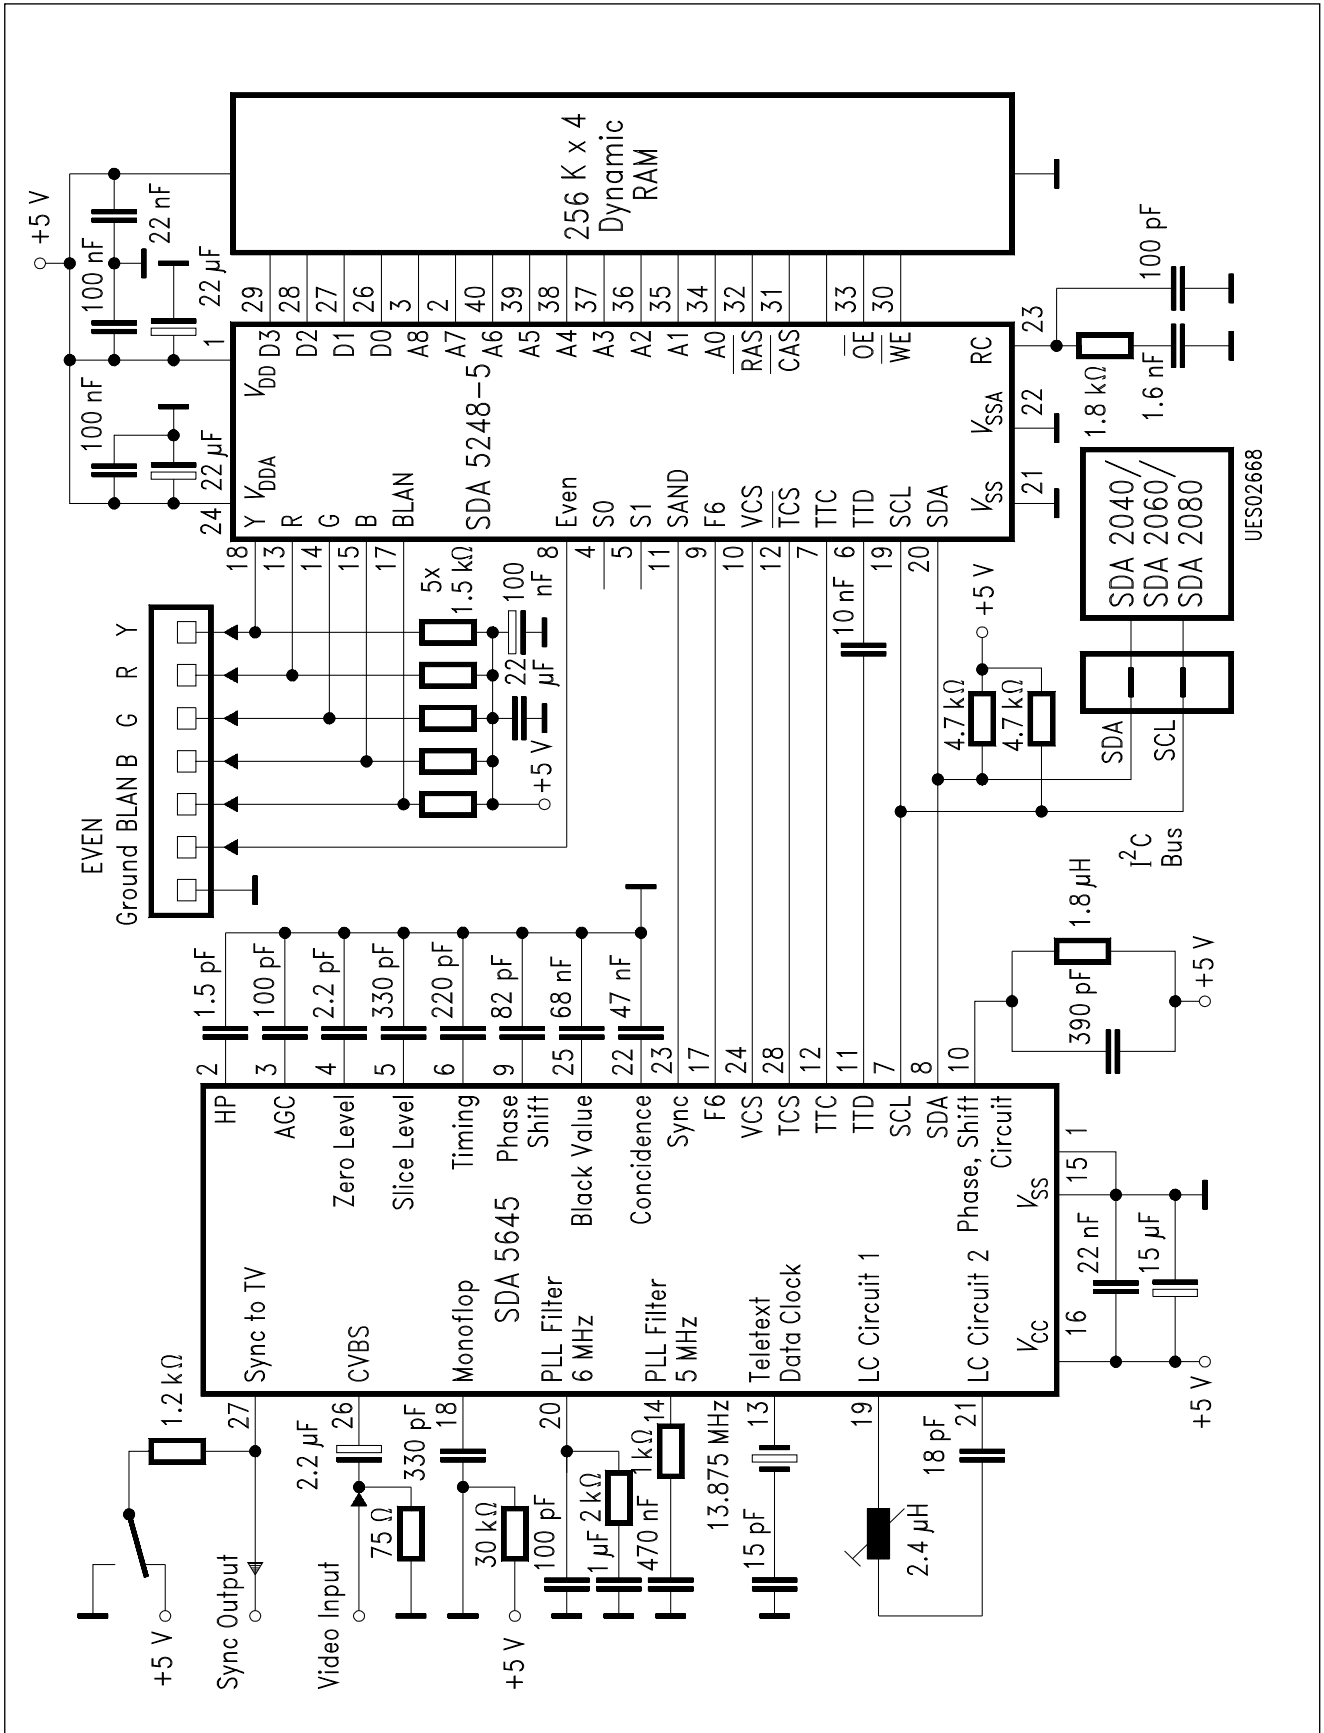 256 K x 4
Dynamic
RAM
+5 V
22 nF
100 nF
22 µF
1
100 nF
22 µF
24
29
28
27
26
3
2
40
39
38
37
36
35
34
32
31
33
30
D3
D2
D1
D0
A8
A7
A6
A5
A4
A3
A2
A1
A0
RAS
CAS
OE
WE
VDD
VDDA
SDA 5248-5
RC
23
VSSA
22
VSS
21
100 pF
1.8 kΩ
1.6 nF
Y
R
G
B
BLAN
Even
S0
S1
SAND
F6
VCS
TCS
TTC
TTD
SCL
SDA
18
13
14
15
17
8
4
5
11
9
10
12
7
6
19
20
Y
R
G
B
BLAN
EVEN
Ground
5x
1.5 kΩ
100
nF
22
µF
+5 V
10 nF
+5 V
4.7 kΩ
4.7 kΩ
SDA
SCL
I²C
Bus
SDA 2040/
SDA 2060/
SDA 2080
UES02668
1.5 pF
100 pF
2.2 pF
330 pF
220 pF
82 pF
68 nF
47 nF
2
3
4
5
6
9
25
22
23
17
24
28
12
11
7
8
10
390 pF
1.8 µH
+5 V
HP
AGC
Zero Level
Slice Level
Timing
Phase
Shift
Black Value
Concidence
Sync
F6
VCS
TCS
TTC
TTD
SCL
SDA
Phase, Shift
Circuit
SDA 5645
Sync to TV
CVBS
Monoflop
PLL Filter
6 MHz
PLL Filter
5 MHz
Teletext
Data Clock
LC Circuit 1
LC Circuit 2
VSS
VCC
1
15
16
22 nF
15 µF
+5 V
27
26
18
20
14
13
19
21
1.2 kΩ
+5 V
Sync Output
2.2 µF
75 Ω
Video Input
330 pF
30 kΩ
+5 V
100 pF
2 kΩ
1 µF
1 kΩ
470 nF
13.875 MHz
15 pF
2.4 µH
18 pF